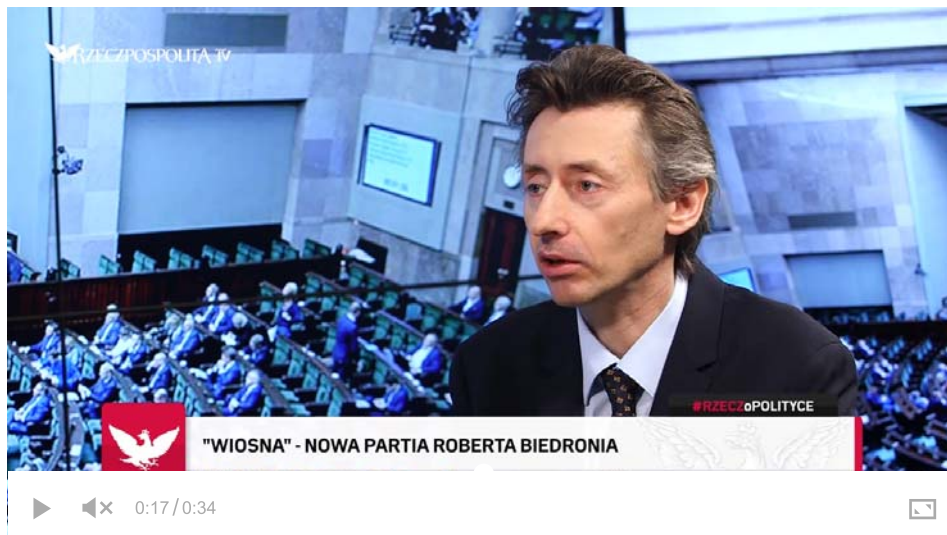 RZECZPOSPOLITA TV
#RZECZoPOLITYCE
"WIOSNA" - NOWA PARTIA ROBERTA BIEDRONIA
0:17/0:34